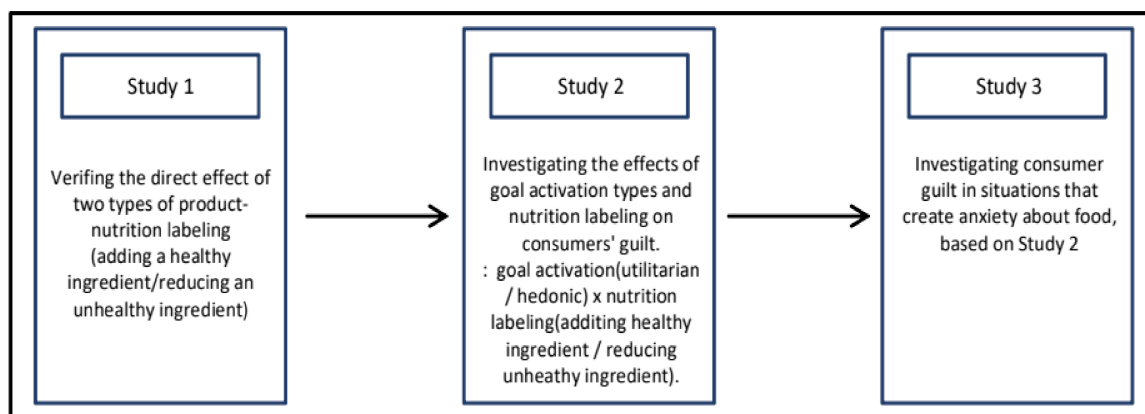 Study 1
Verifing the direct effect of
two types of product-
nutrition labeling
(adding a healthy
ingredient/reducing an
unhealthy ingredient)
Study 2
Investigating the effects of
goal activation types and
nutrition labeling on
consumers' guilt.
: goal activation(utilitarian
/ hedonic) x nutrition
labeling(additing healthy
ingredient / reducing
unheathy ingredient).
Study 3
Investigating consumer
guilt in situations that
create anxiety about food,
based on Study 2